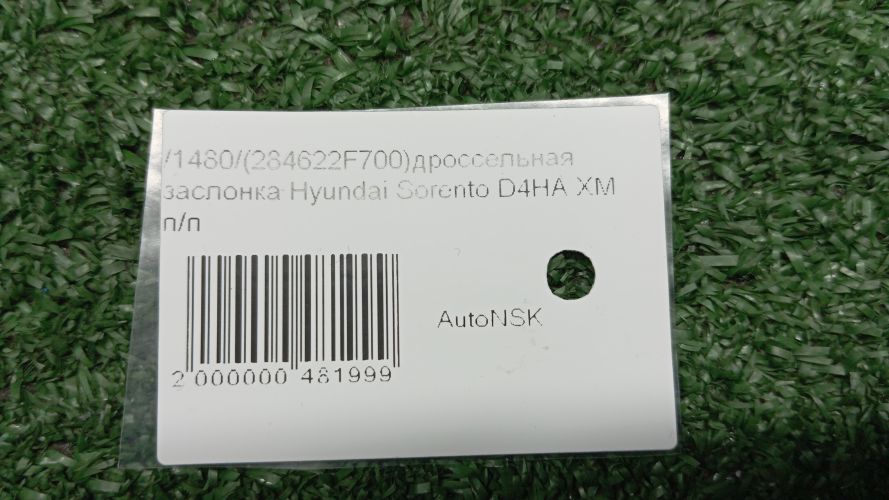 /1480/(284622F700)дроссельная
заслонка Hyundai Sorento D4HA XM
п/п
AutoNSK
2 000000 481999